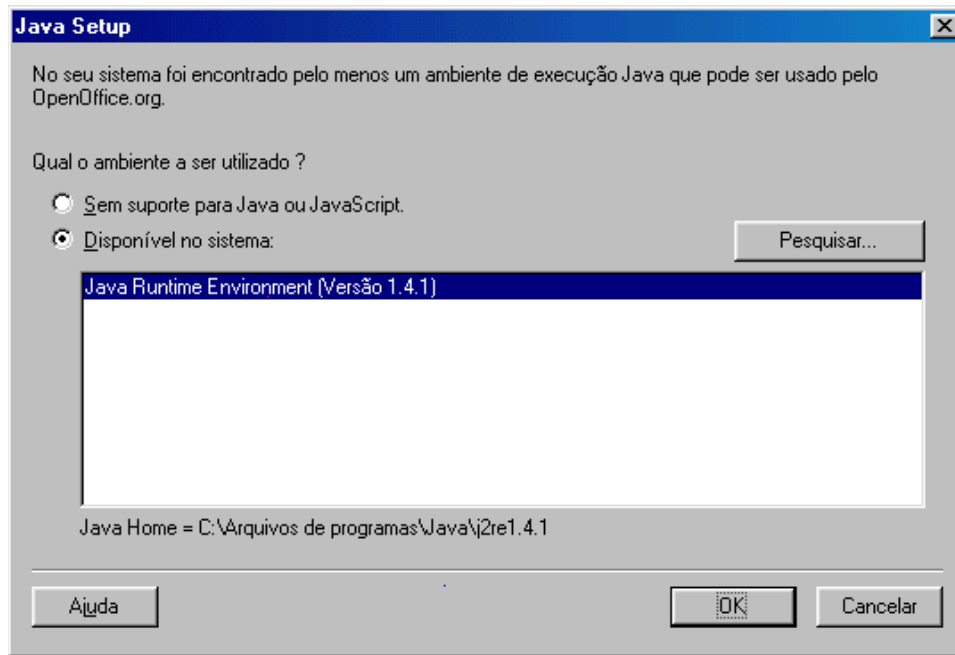 Java Setup
No seu sistema foi encontrado pelo menos um ambiente de execução Java que pode ser usado pelo
OpenOffice.org.
Qual o ambiente a ser utilizado ?
Sem suporte para Java ou JavaScript.
Disponível no sistema:
Pesquisar...
Java Runtime Environment (Versão 1.4.1)
Java Home = C:\Arquivos de programas\Java\j2re1.4.1
Ajuda
OK
Cancelar